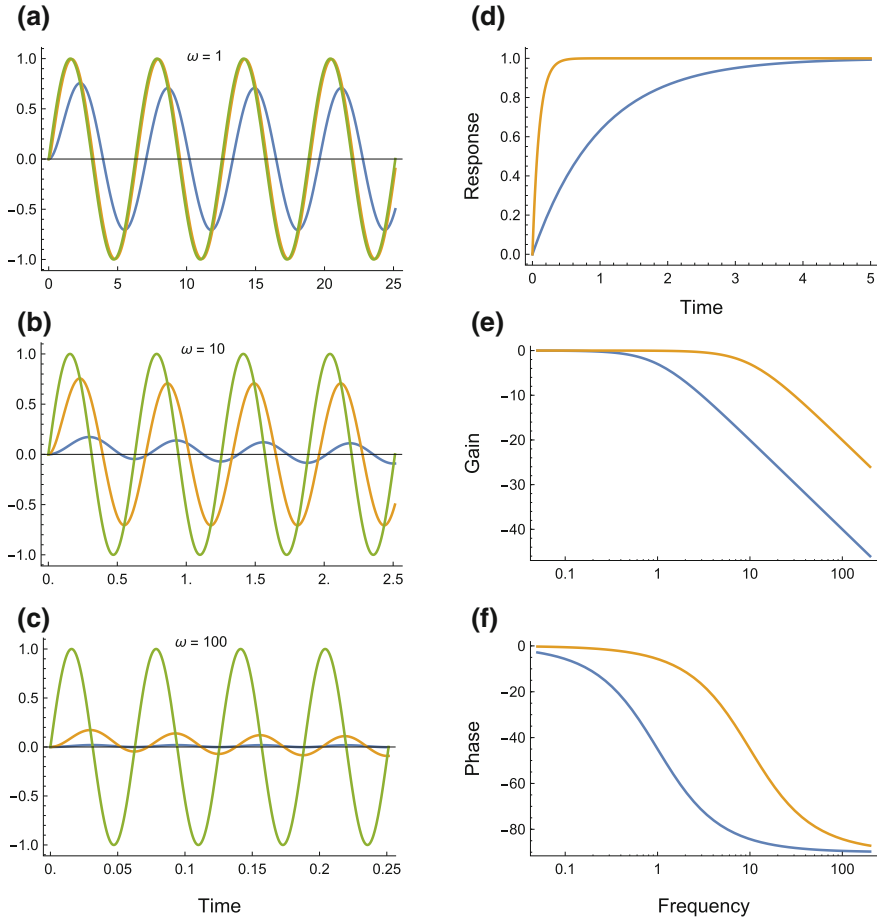 (a)
ω = 1
1.0
0.5
0.0
−0.5
−1.0
0 5 10 15 20 25
(b)
ω = 10
1.0
0.5
0.0
−0.5
−1.0
0. 0.5 1. 1.5 2. 2.5
(c)
ω = 100
1.0
0.5
0.0
−0.5
−1.0
0. 0.05 0.1 0.15 0.2 0.25
Time
(d)
Response
1.0
0.8
0.6
0.4
0.2
0.0
0 1 2 3 4 5
Time
(e)
Gain
0
−10
−20
−30
−40
0.1 1 10 100
(f)
Phase
0
−20
−40
−60
−80
0.1 1 10 100
Frequency